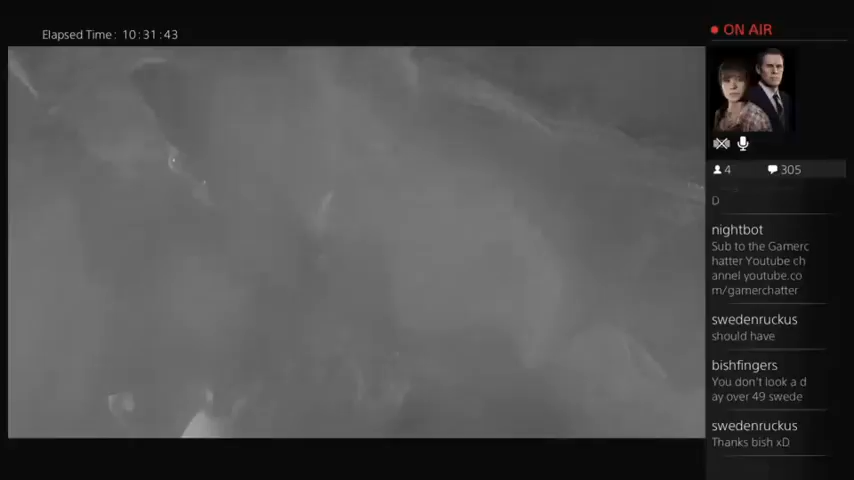 Elapsed Time: 10:31:43
ON AIR
4
305
D
nightbot
Sub to the Gamerc
hatter Youtube ch
annel youtube.co
m/gamerchatter
swedenruckus
should have
bishfingers
You don't look a d
ay over 49 swede
swedenruckus
Thanks bish xD